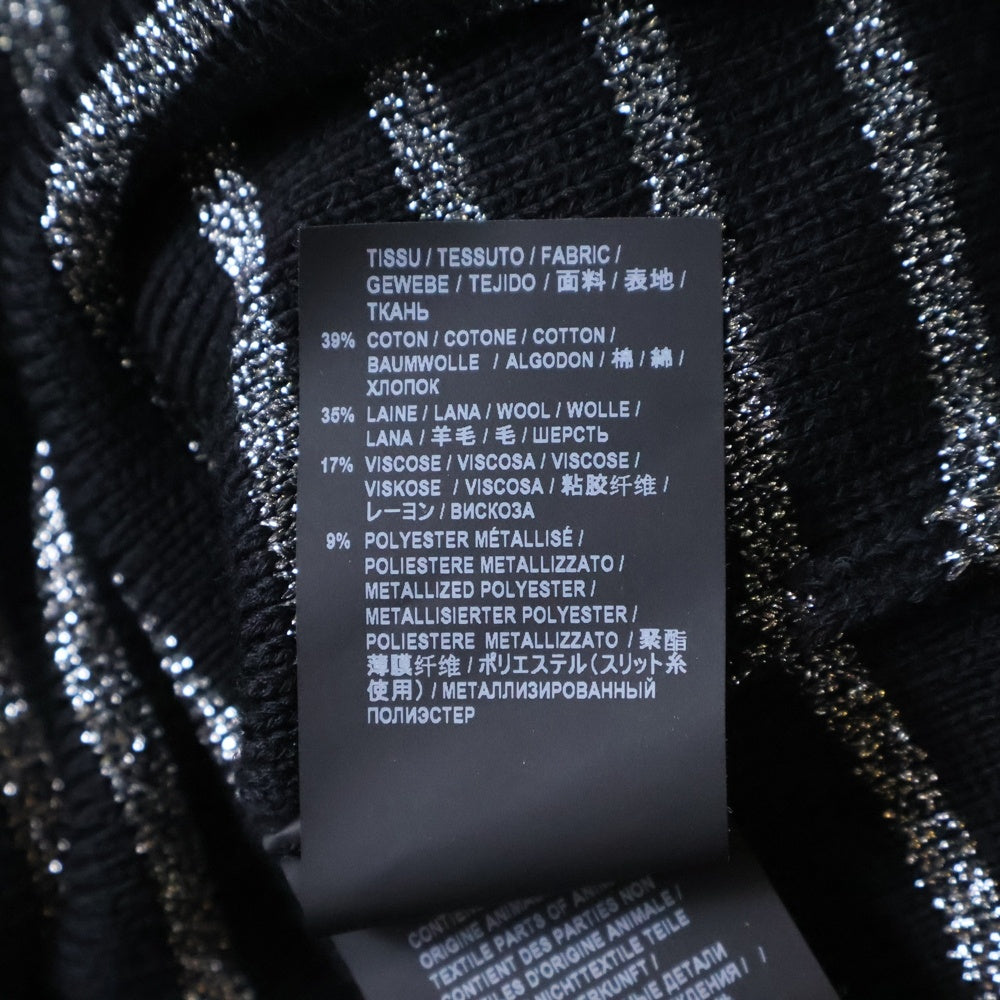 TISSU / TESSUTO / FABRIC /
GEWEBE / TEJIDO / 面料 / 表地 /
ТКАНЬ
39% COTON / COTONE / COTTON /
BAUMWOLLE / ALGODON / 棉 / 綿 /
ХЛОПОК
35% LAINE / LANA / WOOL / WOLLE /
LANA / 羊毛 / 毛 / ШЕРСТЬ
17% VISCOSE / VISCOSA / VISCOSE /
VISKOSE / VISCOSA / 粘胶纤维 /
レーヨン / ВИСКОЗА
9% POLYESTER MÉTALLISÉ /
POLIESTERE METALLIZZATO /
METALLIZED POLYESTER /
METALLISIERTER POLYESTER /
POLIESTERE METALLIZZATO / 聚酯
薄膜纤维 / ポリエステル(スリット糸
使用) / МЕТАЛЛИЗИРОВАННЫЙ
ПОЛИЭСТЕР
ORIGINE
TEXTILE PARTS OF
CONTIENT DES PARTIES NON
D'ORIGINE ANIMALE /
NICHTTEXTILE TEILE
ДЕТАЛИ